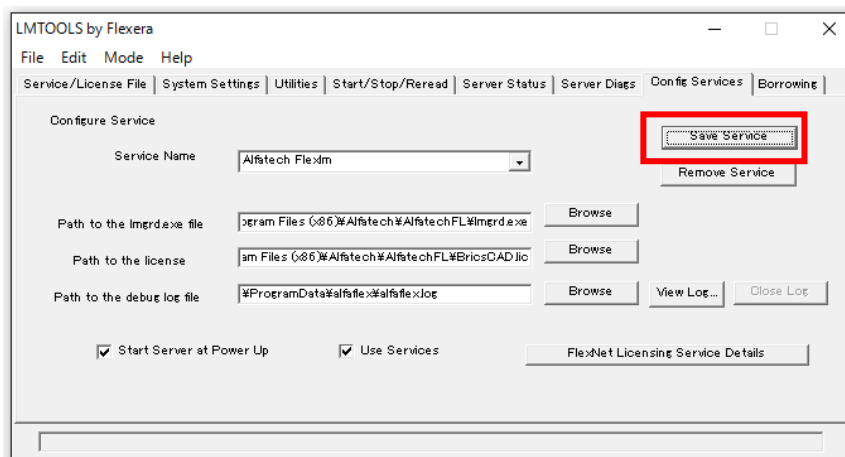 LMTOOLS by Flexera
File Edit Mode Help
Service/License File System Settings Utilities Start/Stop/Reread Server Status Server Diags Config Services Borrowing
Configure Service
Save Service
Service Name
Alfatech Flexlm
Remove Service
Path to the lmgrd.exe file
ogram Files (x86)¥Alfatech¥AlfatechFL¥lmgrd.exe
Browse
Path to the license
am Files (x86)¥Alfatech¥AlfatechFL¥BricsCAD.lic
Browse
Path to the debug log file
¥ProgramData¥alfaflex¥alfaflex.log
Browse
View Log...
Close Log
Start Server at Power Up
Use Services
FlexNet Licensing Service Details